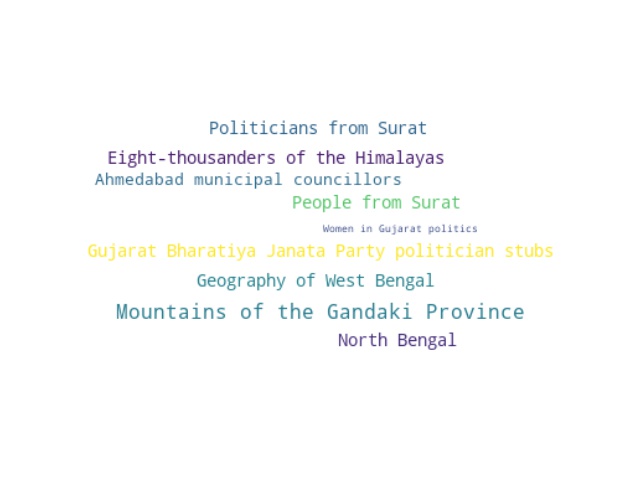 Politicians from Surat
Eight-thousanders of the Himalayas
Ahmedabad municipal councillors
People from Surat
Women in Gujarat politics
Gujarat Bharatiya Janata Party politician stubs
Geography of West Bengal
Mountains of the Gandaki Province
North Bengal